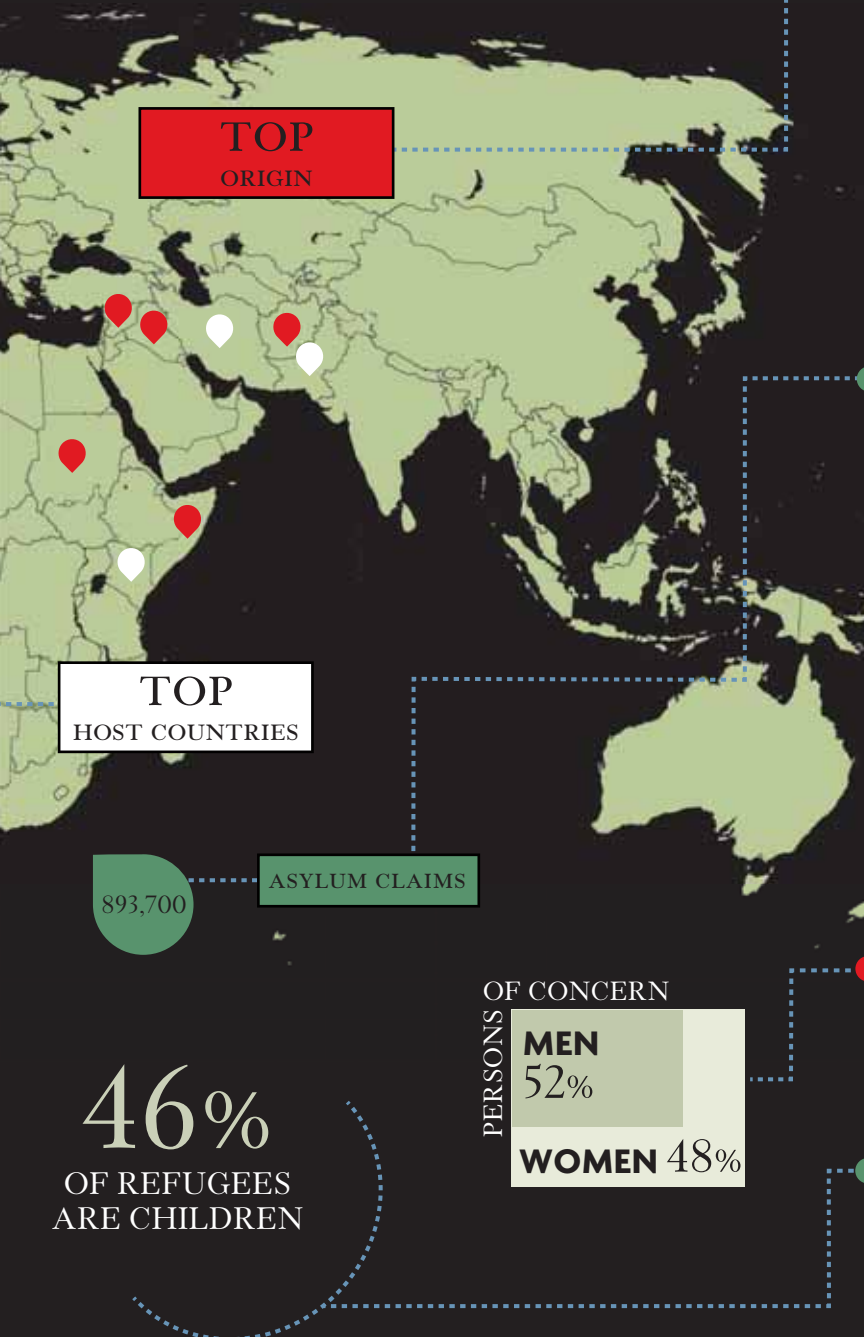 TOP
ORIGIN
TOP
HOST COUNTRIES
893,700
ASYLUM CLAIMS
PERSONS
OF CONCERN
MEN
52%
WOMEN 48%
46%
OF REFUGEES
ARE CHILDREN